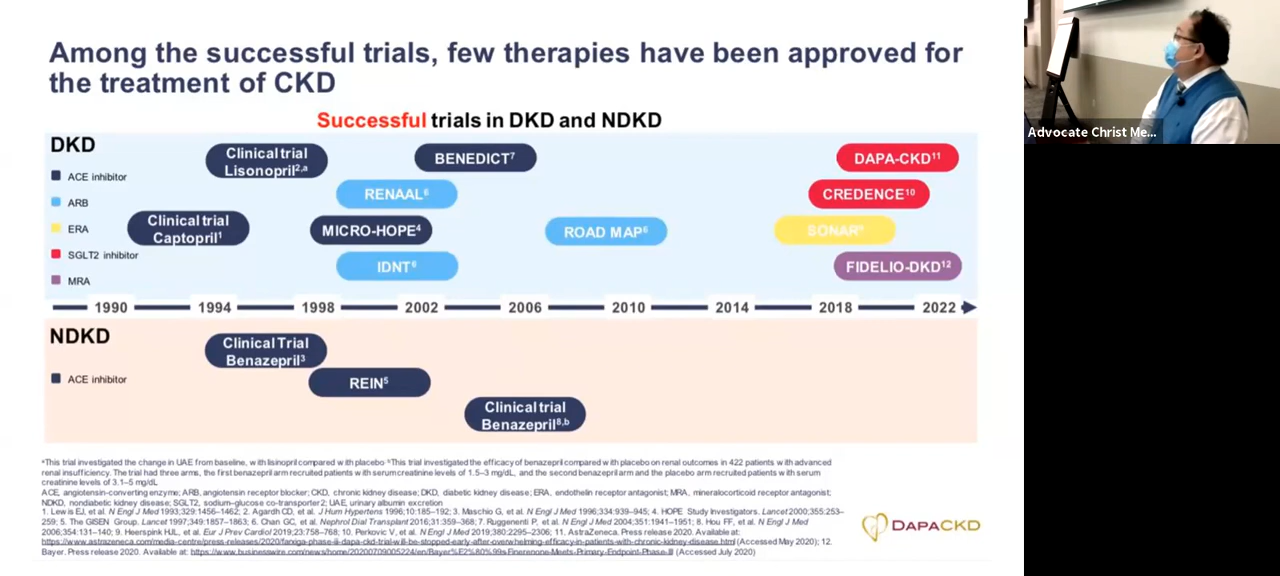 Among the successful trials, few therapies have been approved for
the treatment of CKD
Successful trials in DKD and NDKD
DKD
ACE inhibitor
ARB
ERA
SGLT2 inhibitor
MRA
Clinical trial
Lisonopril2,a
BENEDICT7
DAPA-CKD11
RENAAL6
CREDENCE10
Clinical trial
Captopril1
MICRO-HOPE4
ROAD MAP6
SONAR9
IDNT6
FIDELIO-DKD12
1990 1994 1998 2002 2006 2010 2014 2018 2022
NDKD
ACE inhibitor
Clinical Trial
Benazepril3
REIN5
Clinical trial
Benazepril8,b
aThis trial investigated the change in UAE from baseline, with lisinopril compared with placebo bThis trial investigated the efficacy of benazepril compared with placebo on renal outcomes in 422 patients with advanced
renal insufficiency. The trial had three arms, the first benazepril arm recruited patients with serum creatinine levels of 1.5–3 mg/dL, and the second benazepril arm and the placebo arm recruited patients with serum
creatinine levels of 3.1–5 mg/dL
ACE, angiotensin-converting enzyme; ARB, angiotensin receptor blocker; CKD, chronic kidney disease; DKD, diabetic kidney disease; ERA, endothelin receptor antagonist; MRA, mineralocorticoid receptor antagonist;
NDKD, nondiabetic kidney disease; SGLT2, sodium–glucose co-transporter 2; UAE, urinary albumin excretion
1. Lewis EJ, et al. N Engl J Med 1993;329:1456–1462; 2. Agardh CD, et al. J Hum Hypertens 1996;10:185–192; 3. Maschio G, et al. N Engl J Med 1996;334:939–945; 4. HOPE Study Investigators. Lancet 2000;355:253–
259; 5. The GISEN Group. Lancet 1997;349:1857–1863; 6. Chan GC, et al. Nephrol Dial Transplant 2016;31:359–368; 7. Ruggenenti P, et al. N Engl J Med 2004;351:1941–1951; 8. Hou FF, et al. N Engl J Med
2006;354:131–140; 9. Heerspink HJL, et al. Eur J Prev Cardiol 2019;23:758–768; 10. Perkovic V, et al. N Engl J Med 2019;380:2295–2306; 11. AstraZeneca. Press release 2020. Available at:
https://www.astrazeneca.com/media-centre/press-releases/2020/farxiga-phase-iii-dapa-ckd-trial-will-be-stopped-early-after-overwhelming-efficacy-in-patients-with-chronic-kidney-disease.html (Accessed May 2020); 12.
Bayer. Press release 2020. Available at: https://www.businesswire.com/news/home/20200709005224/en/Bayer%E2%80%99s-Finerenone-Meets-Primary-Endpoint-Phase-III (Accessed July 2020)
DAPACKD
Advocate Christ Me...